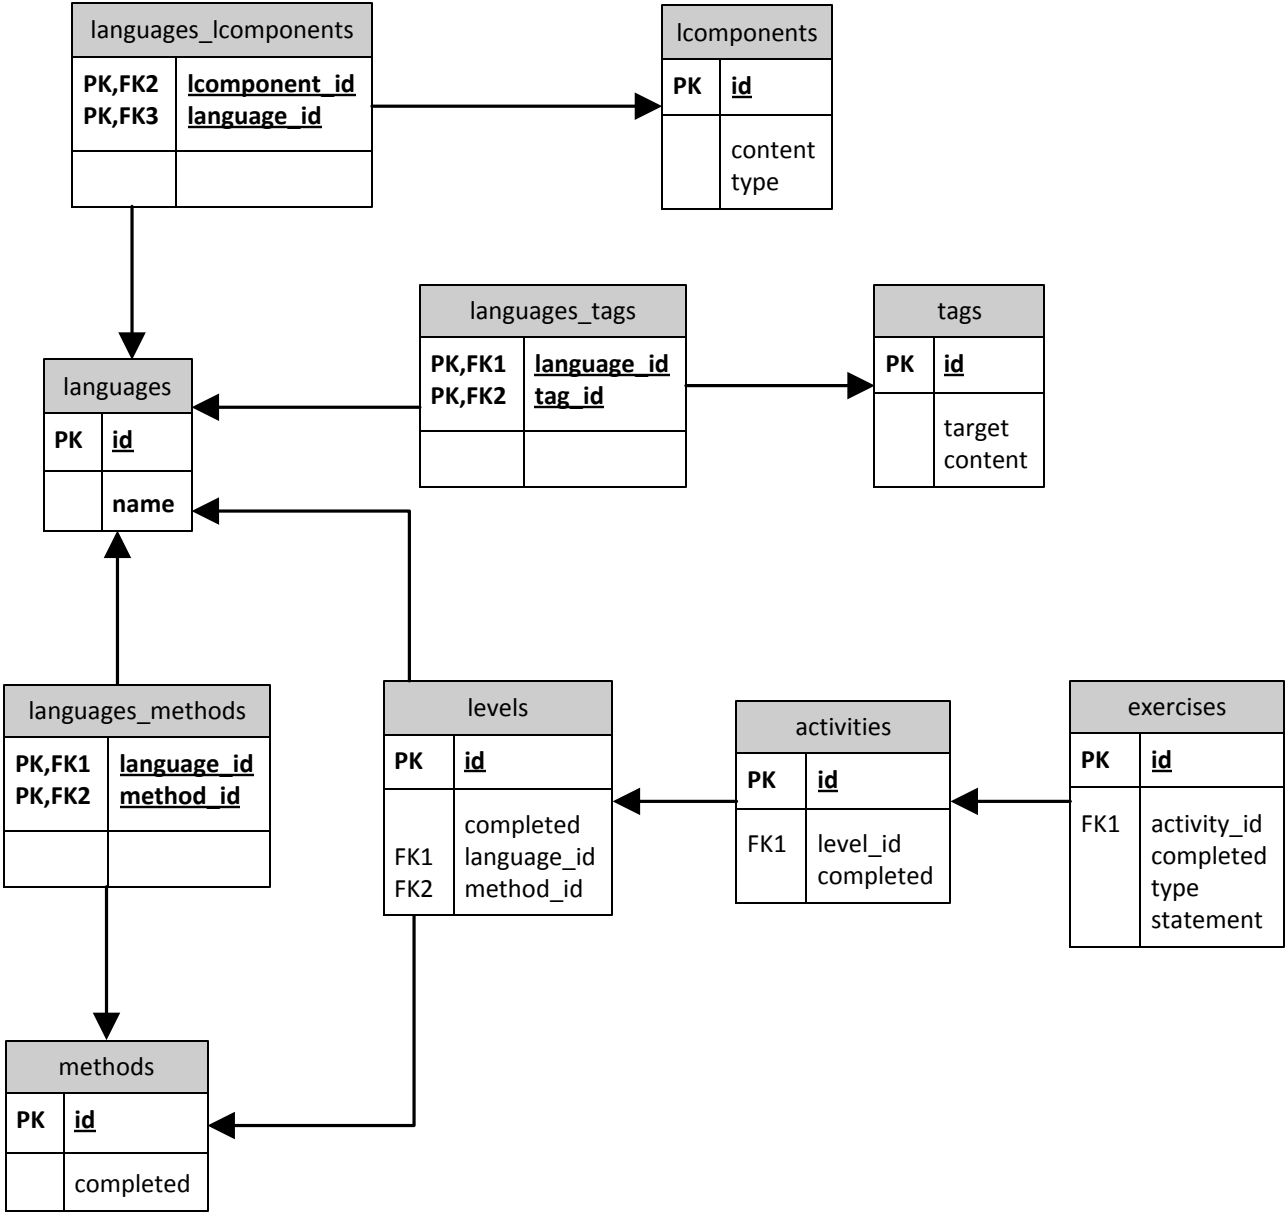 languages_lcomponents
PK,FK2 lcomponent_id
PK,FK3 language_id
lcomponents
PK id
content
type
languages_tags
PK,FK1 language_id
PK,FK2 tag_id
tags
PK id
target
content
languages
PK id
name
languages_methods
PK,FK1 language_id
PK,FK2 method_id
levels
PK id
completed
FK1 language_id
FK2 method_id
activities
PK id
FK1 level_id
completed
exercises
PK id
FK1 activity_id
completed
type
statement
methods
PK id
completed